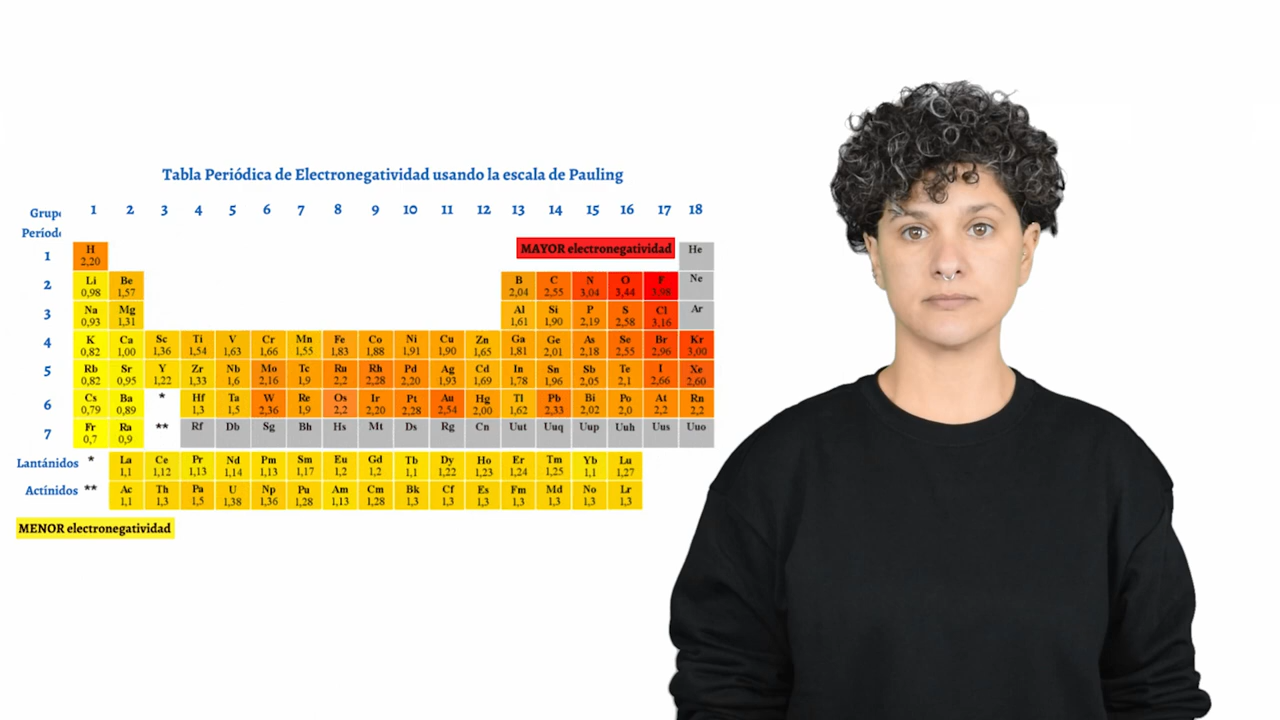 Tabla Periódica de Electronegatividad usando la escala de Pauling
Grupo 1 2 3 4 5 6 7 8 9 10 11 12 13 14 15 16 17 18
Period
1 H MAYOR electronegatividad He
2,20
2 Li Be B C N O F Ne
0,98 1,57 2,04 2,55 3,04 3,44 3,98
3 Na Mg Al Si P S Cl Ar
0,93 1,31 1,61 1,90 2,19 2,58 3,16
4 K Ca Sc Ti V Cr Mn Fe Co Ni Cu Zn Ga Ge As Se Br Kr
0,82 1,00 1,36 1,54 1,63 1,66 1,55 1,83 1,88 1,91 1,90 1,65 1,81 2,01 2,18 2,55 2,96 3,00
5 Rb Sr Y Zr Nb Mo Tc Ru Rh Pd Ag Cd In Sn Sb Te I Xe
0,82 0,95 1,22 1,33 1,6 2,16 1,9 2,2 2,28 2,20 1,93 1,69 1,78 1,96 2,05 2,1 2,66 2,60
6 Cs Ba * Hf Ta W Re Os Ir Pt Au Hg Tl Pb Bi Po At Rn
0,79 0,89 1,3 1,5 2,36 1,9 2,2 2,20 2,28 2,54 2,00 1,62 2,33 2,02 2,0 2,2 2,2
7 Fr Ra ** Rf Db Sg Bh Hs Mt Ds Rg Cn Uut Uuq Uup Uuh Uus Uuo
0,7 0,9
Lantánidos * La Ce Pr Nd Pm Sm Eu Gd Tb Dy Ho Er Tm Yb Lu
1,1 1,12 1,13 1,14 1,13 1,17 1,2 1,2 1,1 1,22 1,23 1,24 1,25 1,1 1,27
Actínidos ** Ac Th Pa U Np Pu Am Cm Bk Cf Es Fm Md No Lr
1,1 1,3 1,5 1,38 1,36 1,28 1,13 1,28 1,3 1,3 1,3 1,3 1,3 1,3 1,3
MENOR electronegatividad